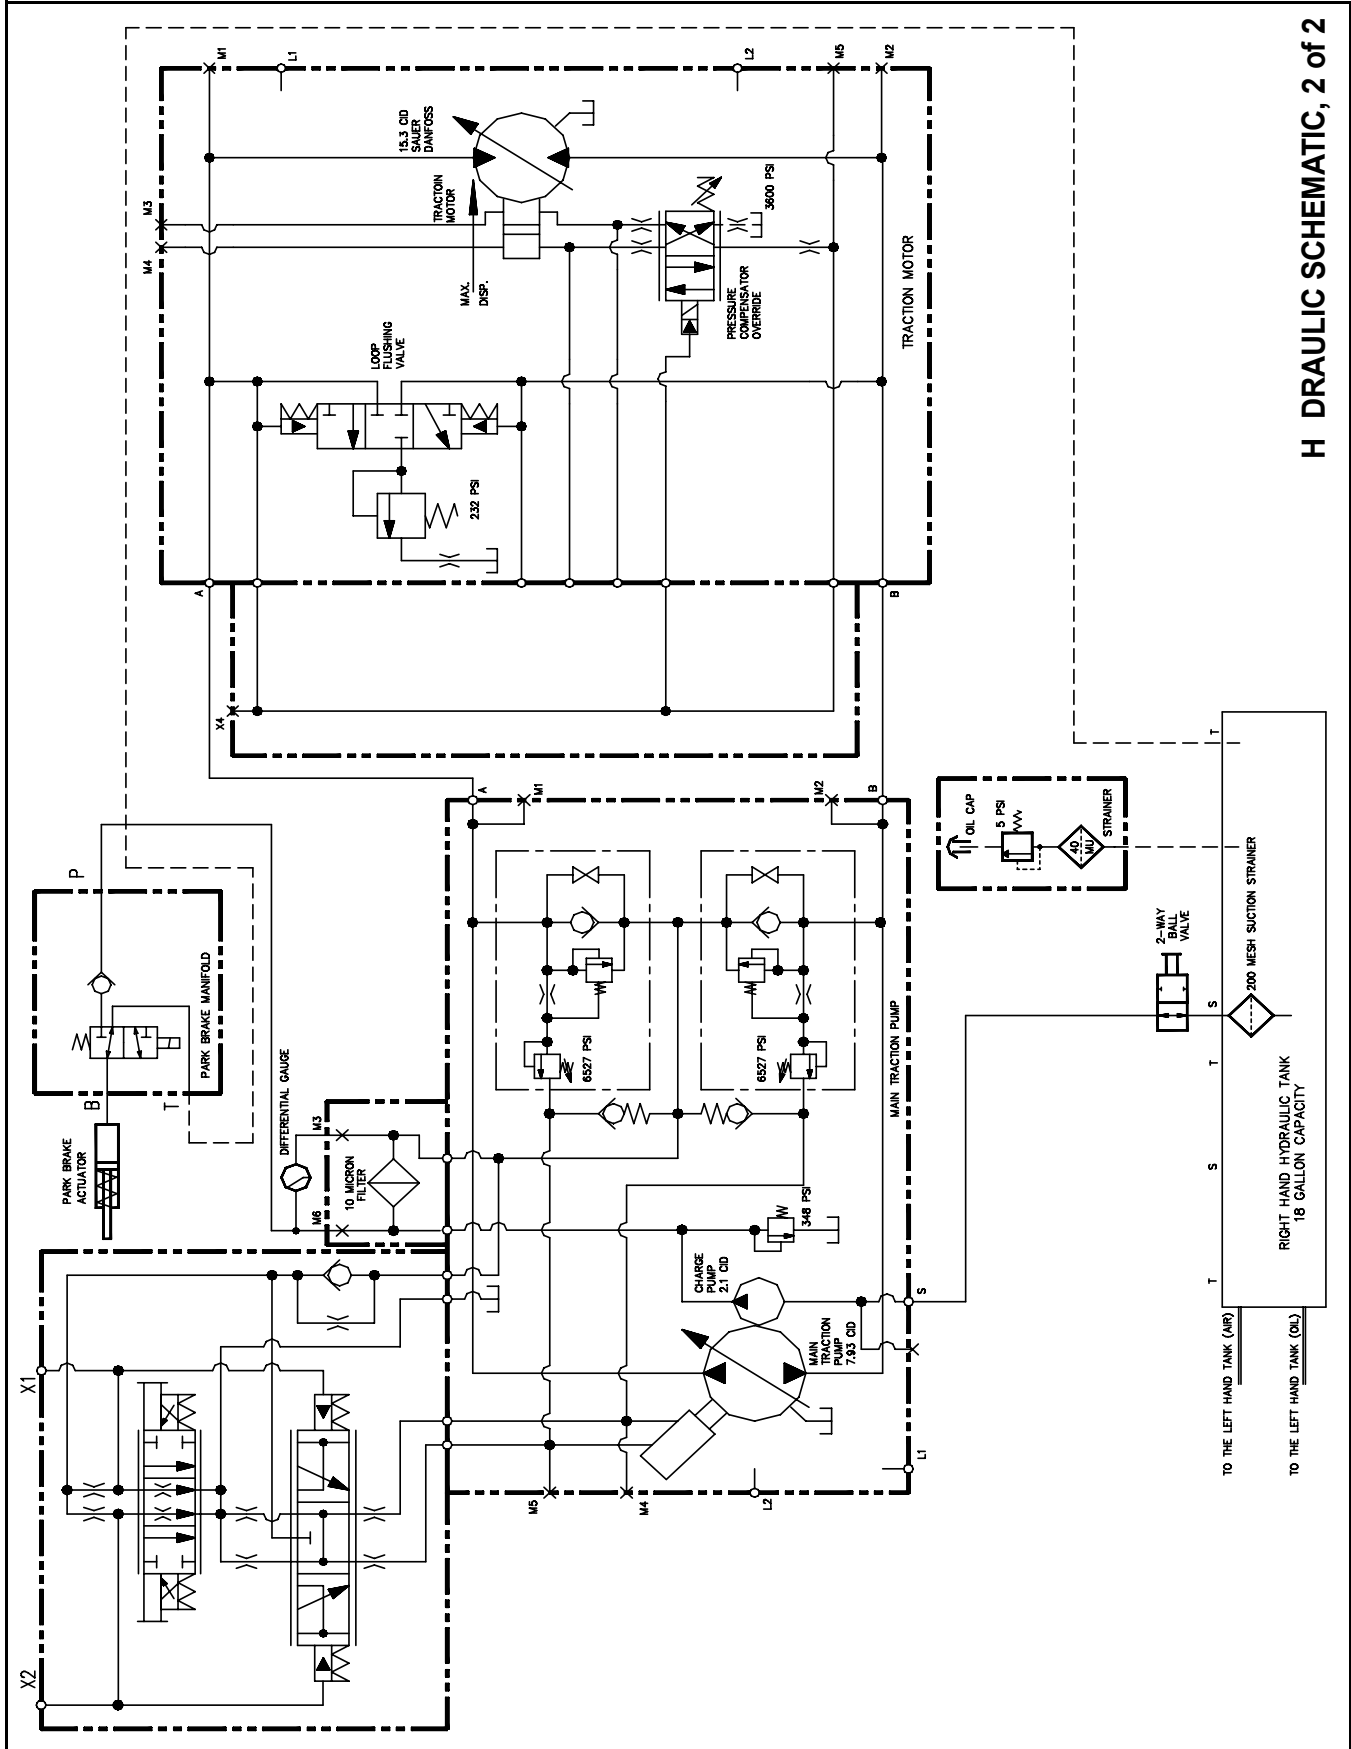 H DRAULIC SCHEMATIC, 2 of 2
X2
X1
PARK BRAKE
ACTUATOR
B
T
P
PARK BRAKE MANIFOLD
DIFFERENTIAL GAUGE
M6
M3
10 MICRON
FILTER
M5
M4
L2
L1
S
CHARGE
PUMP
2.1 CID
MAIN
TRACTION
PUMP
7.93 CID
348 PSI
6527 PSI
6527 PSI
MAIN TRACTION PUMP
A
M1
M2
B
X4
A
B
232 PSI
LOOP
FLUSHING
VALVE
MAX.
DISP.
M4
M3
TRACTOIN
MOTOR
15.3 CID
SAUER
DANFOSS
M1
L1
L2
M5
M2
PRESSURE
COMPENSATOR
OVERRIDE
3600 PSI
TRACTION MOTOR
OIL CAP
5 PSI
40
MU
STRAINER
2-WAY
BALL
VALVE
200 MESH SUCTION STRAINER
T
S
T
S
T
RIGHT HAND HYDRAULIC TANK
18 GALLON CAPACITY
TO THE LEFT HAND TANK (AIR)
TO THE LEFT HAND TANK (OIL)